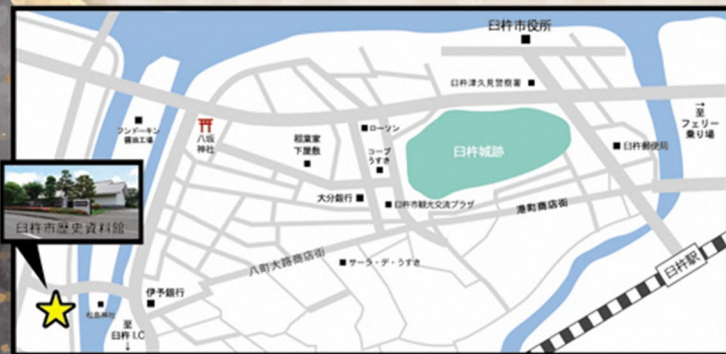 臼杵市役所
臼杵津久見警察署
→
至
フェリー
乗り場
フンドーキン
醤油工場
八坂
神社
稲葉家
下屋敷
ローソン
コープ
うすき
臼杵城跡
臼杵郵便局
大分銀行
臼杵市観光交流プラザ
港町商店街
臼杵市歴史資料館
八町大路商店街
サーラ・デ・うすき
臼杵駅
伊予銀行
松島神社
至
臼杵I.C
↓